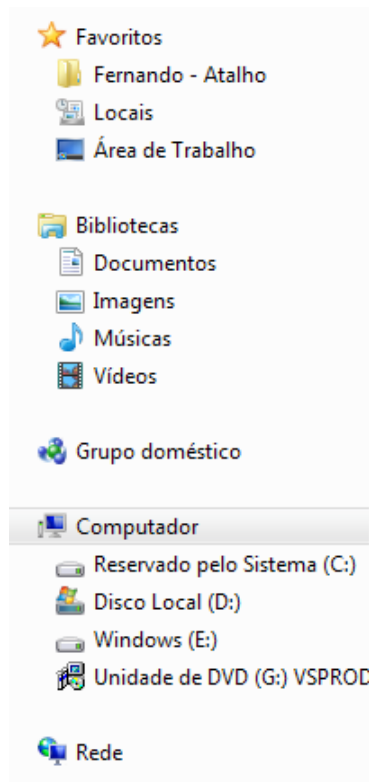 Favoritos
Fernando - Atalho
Locais
Área de Trabalho
Bibliotecas
Documentos
Imagens
Músicas
Vídeos
Grupo doméstico
Computador
Reservado pelo Sistema (C:)
Disco Local (D:)
Windows (E:)
Unidade de DVD (G:) VSPROD
Rede